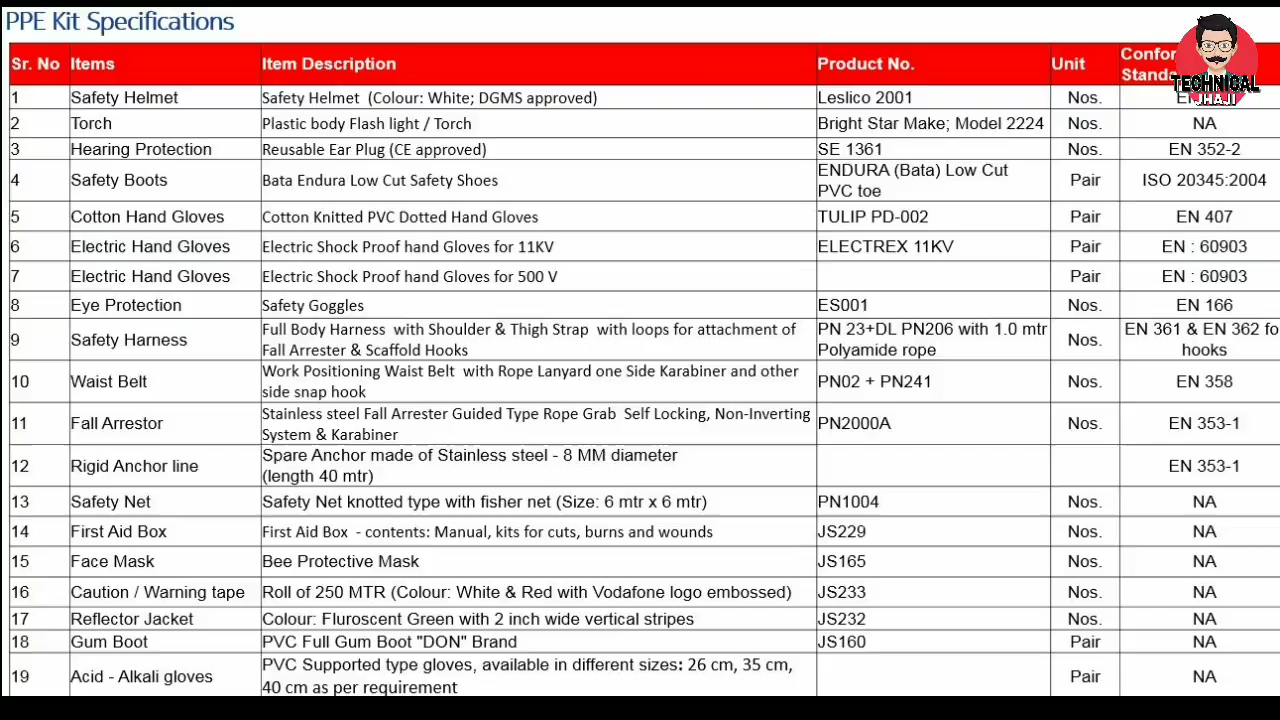 PPE Kit Specifications
Sr. No Items Item Description Product No. Unit
TECHNICAL
JHAJI
1 Safety Helmet Safety Helmet (Colour: White; DGMS approved) Leslico 2001 Nos.
2 Torch Plastic body Flash light / Torch Bright Star Make; Model 2224 Nos. NA
3 Hearing Protection Reusable Ear Plug (CE approved) SE 1361 Nos. EN 352-2
4 Safety Boots Bata Endura Low Cut Safety Shoes ENDURA (Bata) Low Cut
PVC toe Pair ISO 20345:2004
5 Cotton Hand Gloves Cotton Knitted PVC Dotted Hand Gloves TULIP PD-002 Pair EN 407
6 Electric Hand Gloves Electric Shock Proof hand Gloves for 11KV ELECTREX 11KV Pair EN : 60903
7 Electric Hand Gloves Electric Shock Proof hand Gloves for 500 V Pair EN : 60903
8 Eye Protection Safety Goggles ES001 Nos. EN 166
9 Safety Harness Full Body Harness with Shoulder & Thigh Strap with loops for attachment of
Fall Arrester & Scaffold Hooks PN 23+DL PN206 with 1.0 mtr
Polyamide rope Nos. EN 361 & EN 362 fo
hooks
10 Waist Belt Work Positioning Waist Belt with Rope Lanyard one Side Karabiner and other
side snap hook PN02 + PN241 Nos. EN 358
11 Fall Arrestor Stainless steel Fall Arrester Guided Type Rope Grab Self Locking, Non-Inverting
System & Karabiner PN2000A Nos. EN 353-1
12 Rigid Anchor line Spare Anchor made of Stainless steel - 8 MM diameter
(length 40 mtr) EN 353-1
13 Safety Net Safety Net knotted type with fisher net (Size: 6 mtr x 6 mtr) PN1004 Nos. NA
14 First Aid Box First Aid Box - contents: Manual, kits for cuts, burns and wounds JS229 Nos. NA
15 Face Mask Bee Protective Mask JS165 Nos. NA
16 Caution / Warning tape Roll of 250 MTR (Colour: White & Red with Vodafone logo embossed) JS233 Nos. NA
17 Reflector Jacket Colour: Fluroscent Green with 2 inch wide vertical stripes JS232 Nos. NA
18 Gum Boot PVC Full Gum Boot "DON" Brand JS160 Pair NA
19 Acid - Alkali gloves PVC Supported type gloves, available in different sizes: 26 cm, 35 cm,
40 cm as per requirement Pair NA